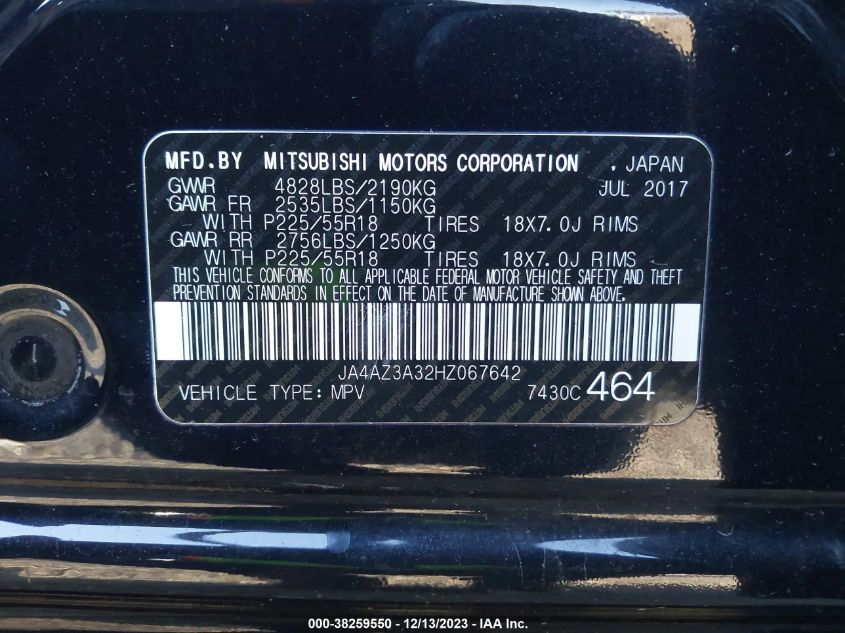 MFD.BY MITSUBISHI MOTORS CORPORATION , JAPAN
GVWR 4828LBS/2190KG JUL 2017
GAWR FR 2535LBS/1150KG
WITH P225/55R18 TIRES 18X7.0J RIMS
GAWR RR 2756LBS/1250KG
WITH P225/55R18 TIRES 18X7.0J RIMS
THIS VEHICLE CONFORMS TO ALL APPLICABLE FEDERAL MOTOR VEHICLE SAFETY AND THEFT
PREVENTION STANDARDS IN EFFECT ON THE DATE OF MANUFACTURE SHOWN ABOVE.
JA4AZ3A32HZ067642
VEHICLE TYPE: MPV 7430C 464
000-38259550 - 12/13/2023 - IAA Inc.